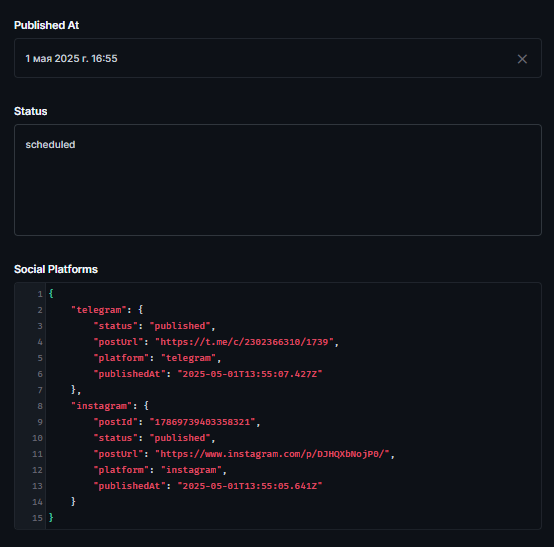 Published At
1 мая 2025 г. 16:55
Status
scheduled
Social Platforms
1 {
2 "telegram": {
3 "status": "published",
4 "postUrl": "https://t.me/c/2302366310/1739",
5 "platform": "telegram",
6 "publishedAt": "2025-05-01T13:55:07.427Z"
7 },
8 "instagram": {
9 "postId": "17869739403358321",
10 "status": "published",
11 "postUrl": "https://www.instagram.com/p/DJHQXbNojP0/",
12 "platform": "instagram",
13 "publishedAt": "2025-05-01T13:55:05.641Z"
14 }
15 }